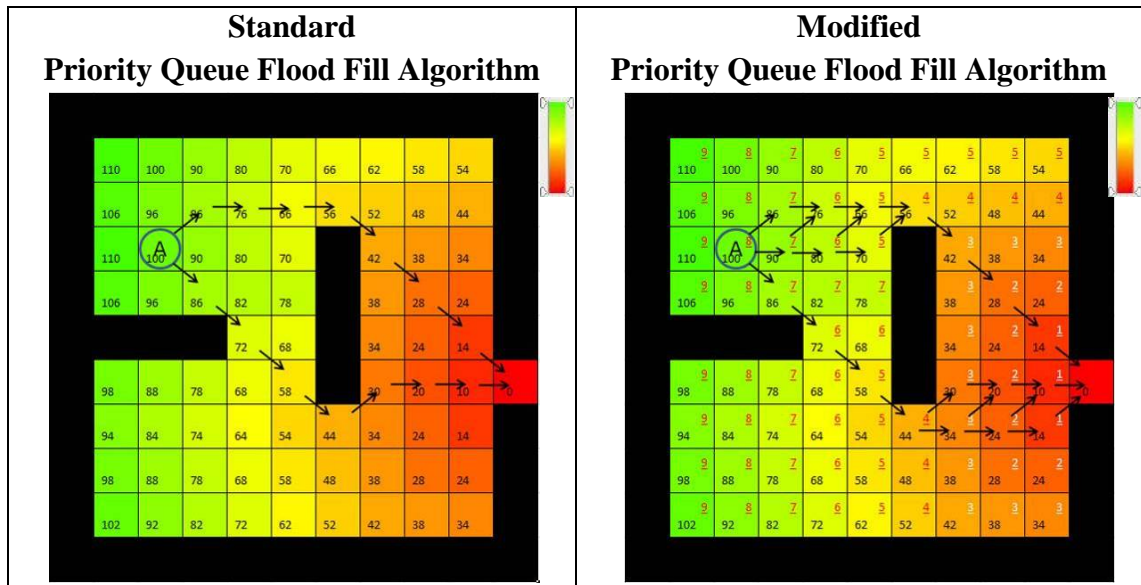 Standard
Priority Queue Flood Fill Algorithm
110 100 90 80 70 66 62 58 54
106 96 86 76 66 56 52 48 44
A
110 100 90 80 70 42 38 34
106 96 86 82 78 38 28 24
72 68 34 24 14
98 88 78 68 58 30 20 10 0
94 84 74 64 54 44 34 24 14
98 88 78 68 58 48 38 28 24
102 92 82 72 62 52 42 38 34
Modified
Priority Queue Flood Fill Algorithm
9 8 7 6 5 5 5 5 5
110 100 90 80 70 66 62 58 54
9 8 7 6 5 4 4 4 4
106 96 86 76 66 56 52 48 44
9 A 8 7 6 5 3 3 3
110 100 90 80 70 42 38 34
9 8 7 7 7 3 2 2
106 96 86 82 78 38 28 24
6 6 3 2 1
72 68 34 24 14
9 8 7 6 5 3 2 1
98 88 78 68 58 30 20 10 0
9 8 7 6 5 4 3 2 1
94 84 74 64 54 44 34 24 14
9 8 7 6 5 4 3 2 2
98 88 78 68 58 48 38 28 24
9 8 7 6 5 4 3 3 3
102 92 82 72 62 52 42 38 34